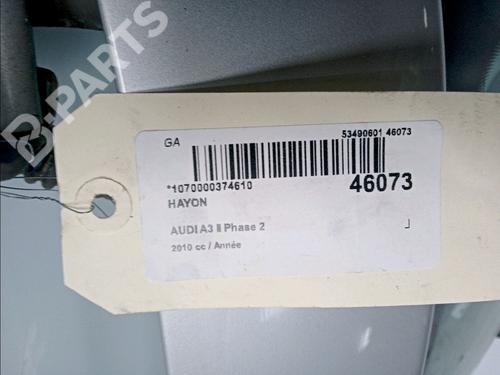 B-PARTS
GA
53490601 46073
*1070000374610
46073
HAYON
AUDI A3 II Phase 2
2010 cc / Année